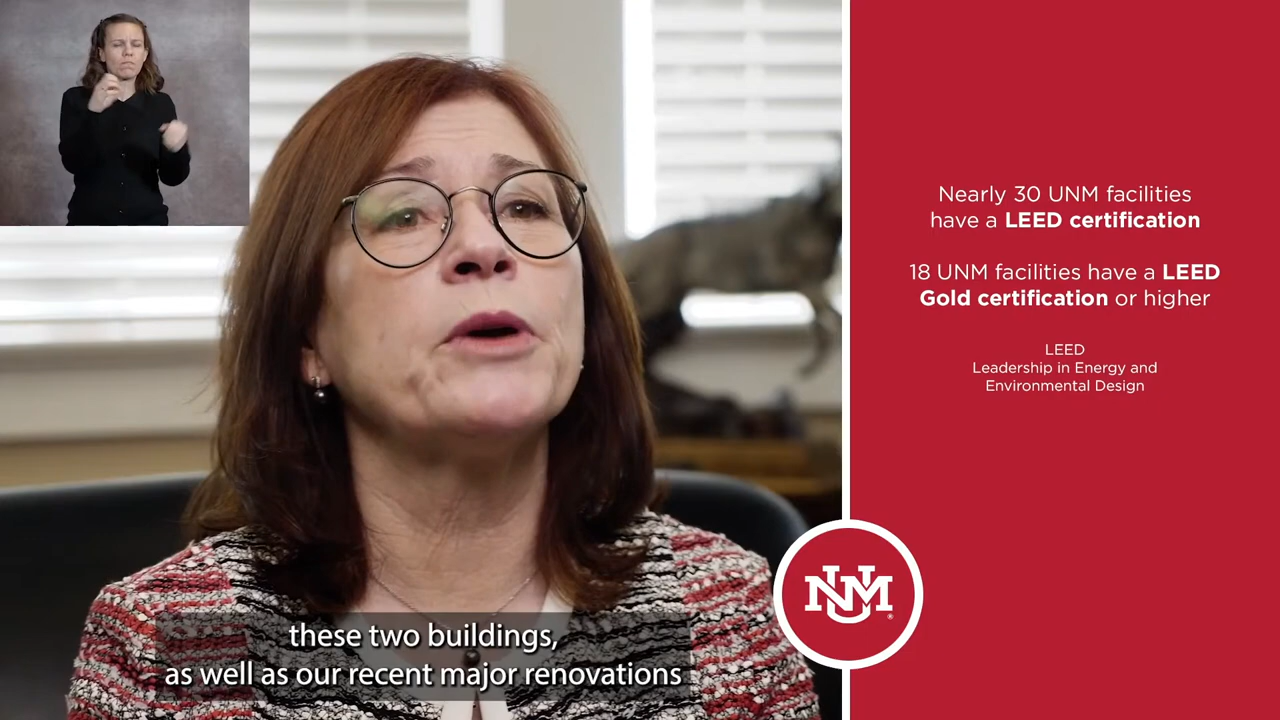 Nearly 30 UNM facilities
have a LEED certification
18 UNM facilities have a LEED
Gold certification or higher
LEED
Leadership in Energy and
Environmental Design
UNM
®
these two buildings,
as well as our recent major renovations